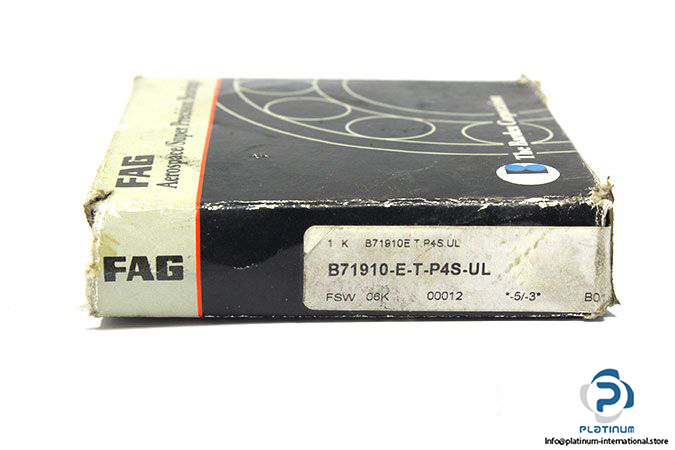 FAG
Aerospace Super Precision Bearings
The Barden Corporation
FAG
1 K B71910E.T.P4S.UL
B71910-E-T-P4S-UL
FSW 06K 00012 *-5/-3* B0
PLATINUM
info@platinum-international.store